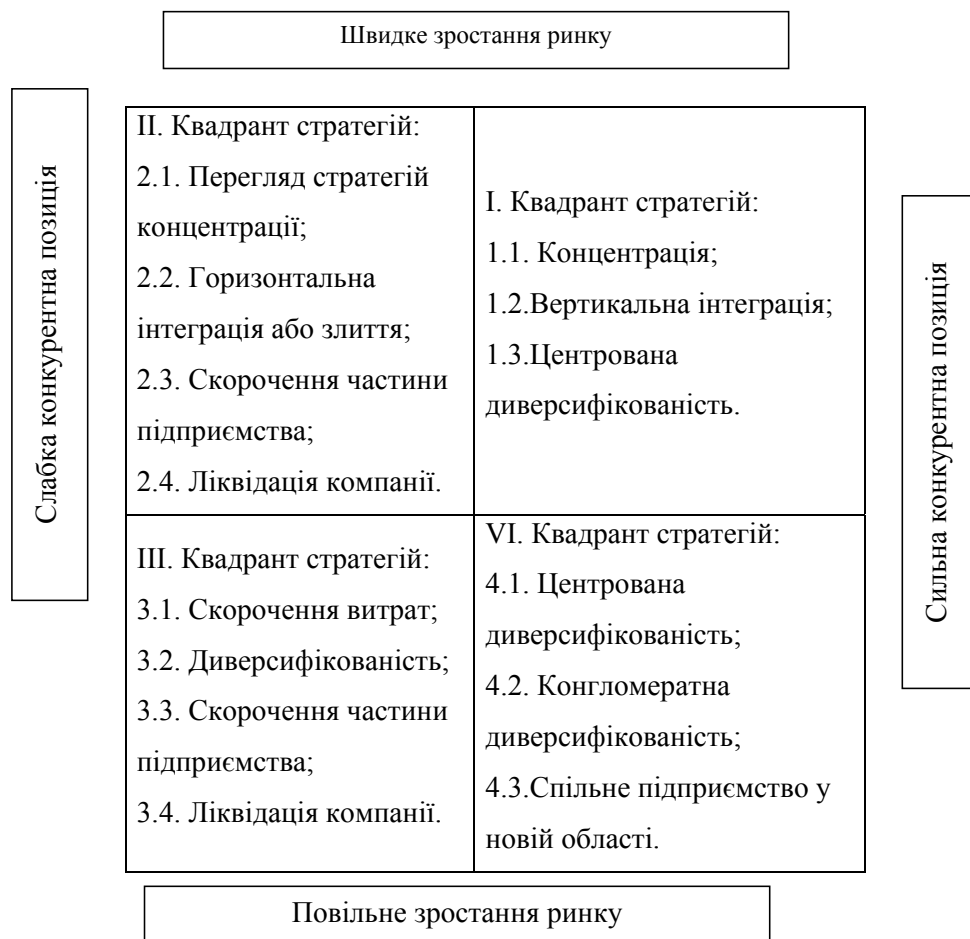 Швидке зростання ринку
Слабка конкурентна позиція
II. Квадрант стратегій:
2.1. Перегляд стратегій
концентрації;
2.2. Горизонтальна
інтеграція або злиття;
2.3. Скорочення частини
підприємства;
2.4. Ліквідація компанії.
I. Квадрант стратегій:
1.1. Концентрація;
1.2.Вертикальна інтеграція;
1.3.Центрована
диверсифікованість.
Сильна конкурентна позиція
III. Квадрант стратегій:
3.1. Скорочення витрат;
3.2. Диверсифікованість;
3.3. Скорочення частини
підприємства;
3.4. Ліквідація компанії.
VI. Квадрант стратегій:
4.1. Центрована
диверсифікованість;
4.2. Конгломератна
диверсифікованість;
4.3.Спільне підприємство у
новій області.
Повільне зростання ринку